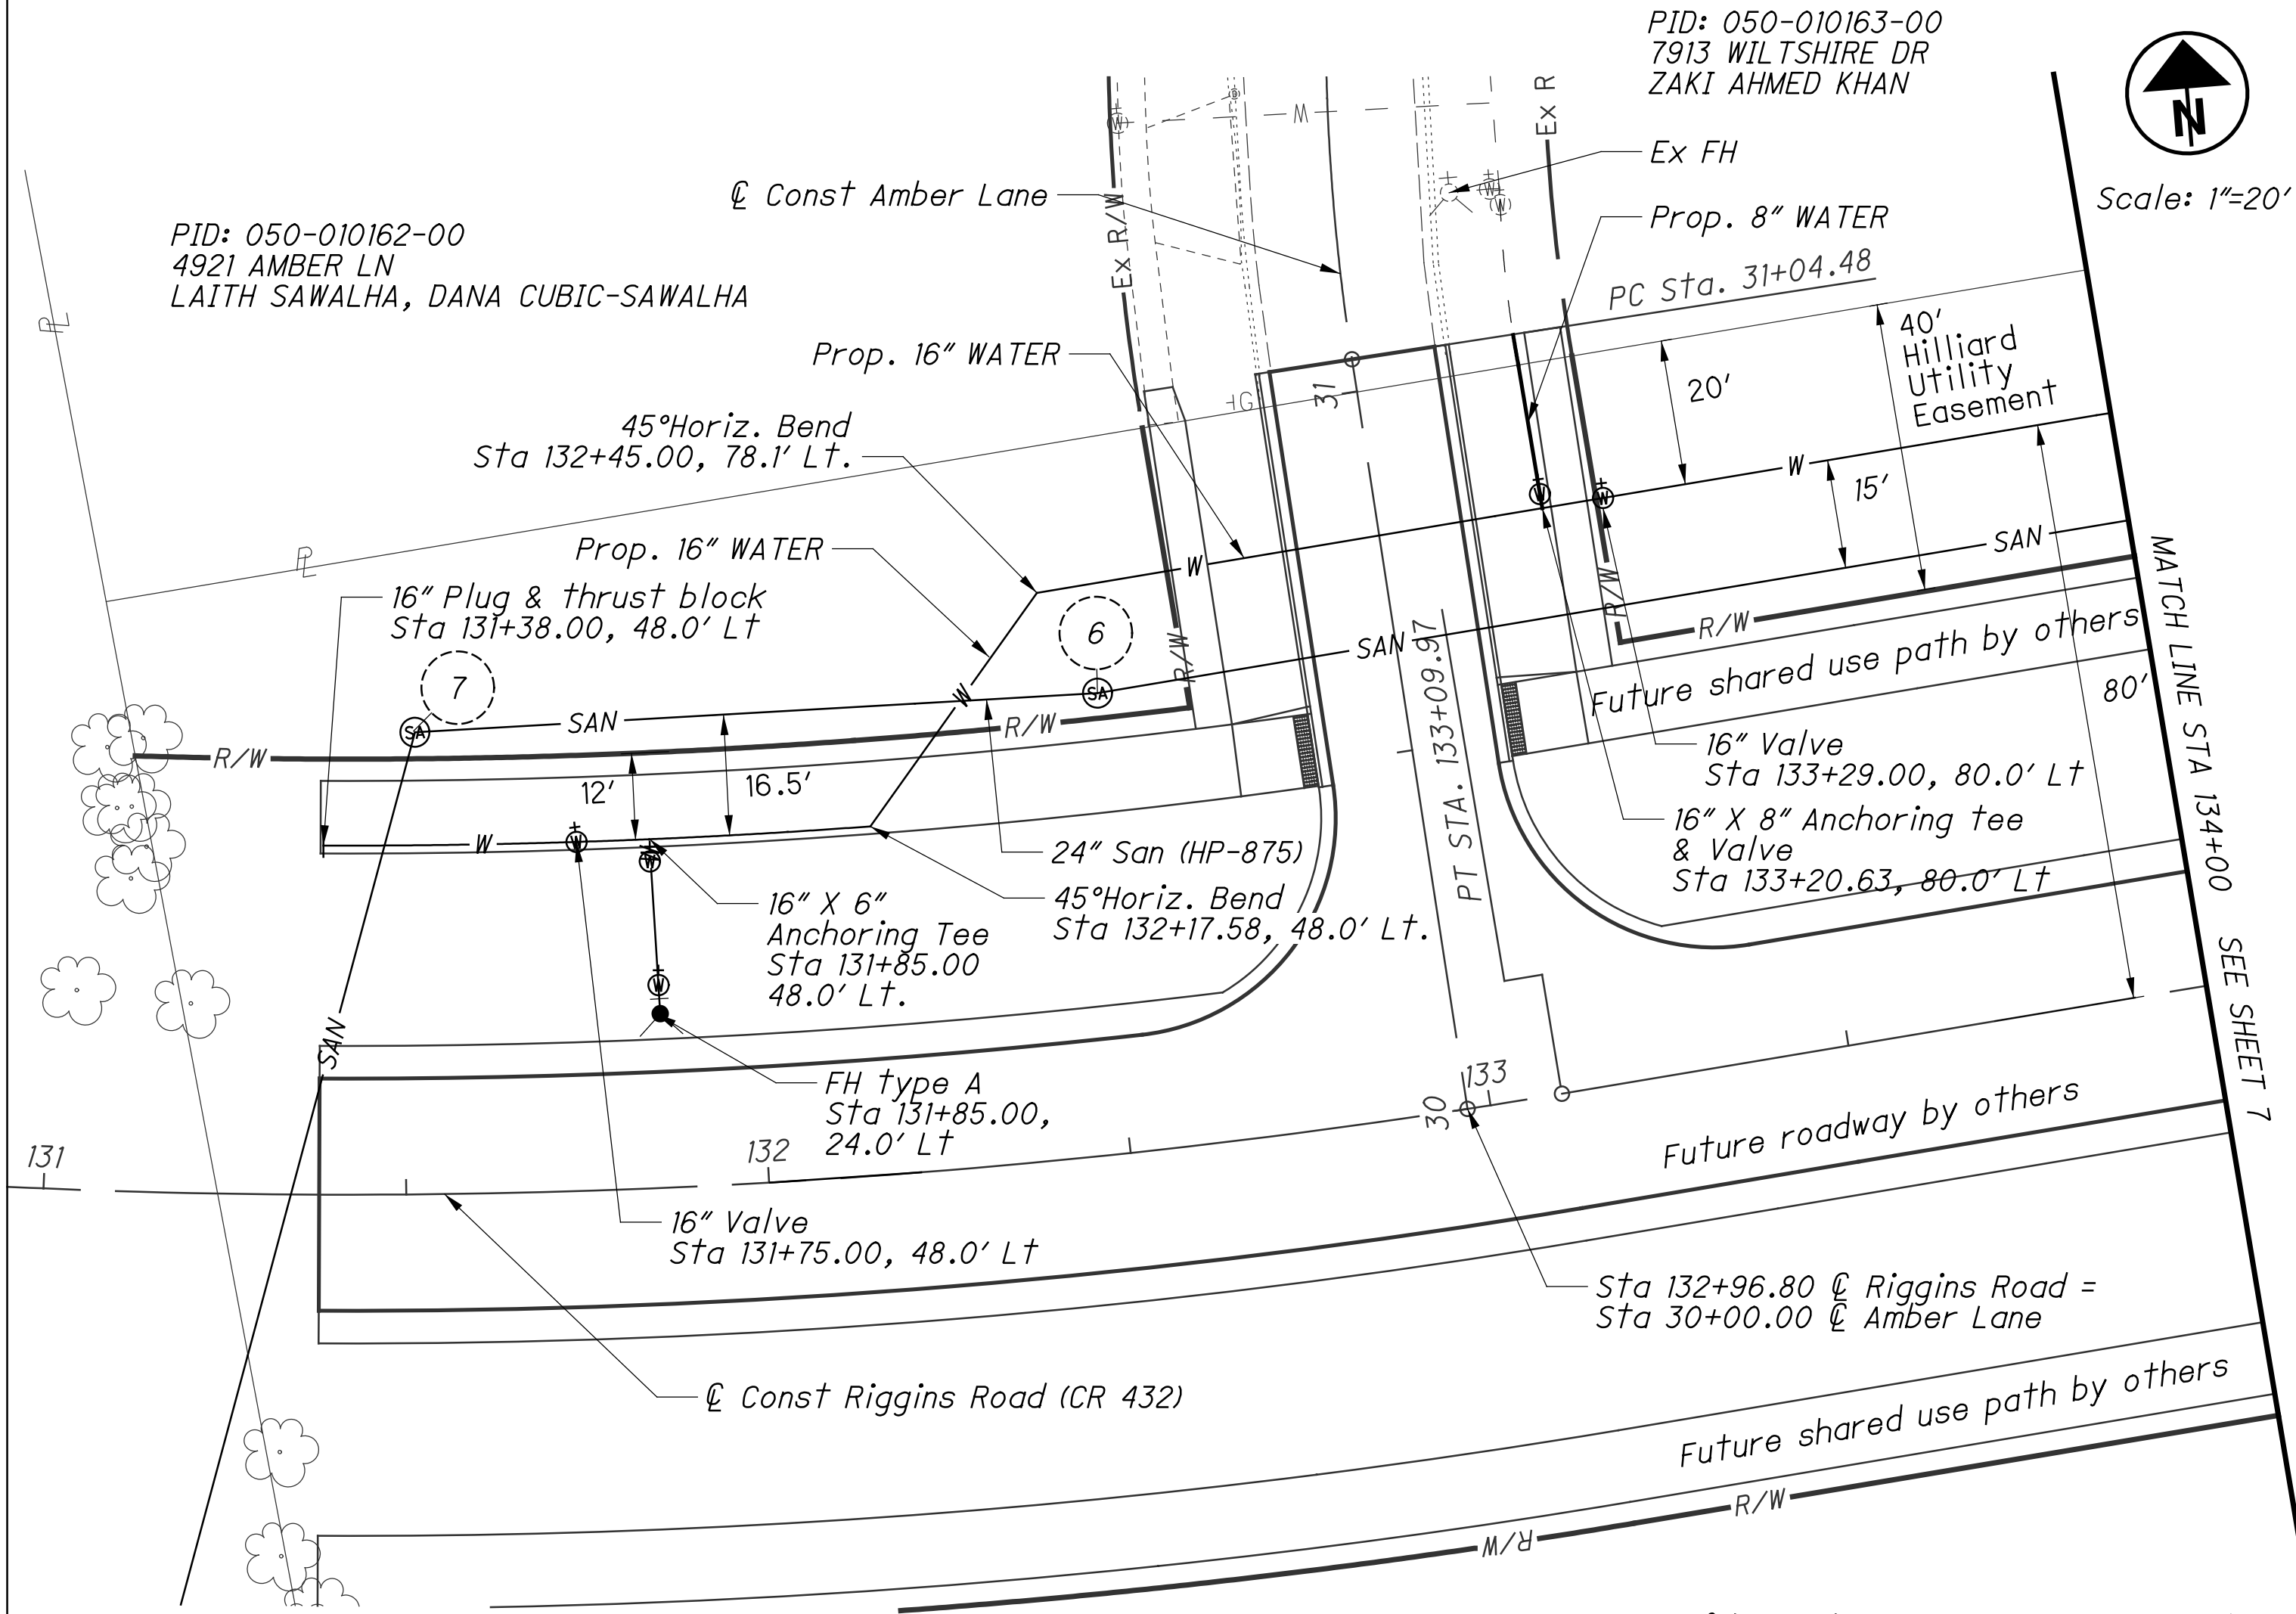 PID: 050-010163-00
7913 WILTSHIRE DR
ZAKI AHMED KHAN
N
Scale: 1"=20'
Ex R
W
W
Ex FH
W
W
℄ Const Amber Lane
Ex R/W
Prop. 8" WATER
PC Sta. 31+04.48
PID: 050-010162-00
4921 AMBER LN
LAITH SAWALHA, DANA CUBIC-SAWALHA
PL
40'
Hilliard
Utility
Easement
20'
Prop. 16" WATER
31
G
45°Horiz. Bend
Sta 132+45.00, 78.1' Lt.
W
15'
W
W
SAN
Prop. 16" WATER
PL
W
16" Plug & thrust block
Sta 131+38.00, 48.0' Lt
6
R/W
R/W
R/W
Future shared use path by others
MATCH LINE STA 134+00 SEE SHEET 7
SAN
7
SA
W
80'
SAN
SA
R/W
R/W
PT STA. 133+09.97
16" Valve
Sta 133+29.00, 80.0' Lt
12'
16.5'
16" X 8" Anchoring tee
& Valve
Sta 133+20.63, 80.0' Lt
W
W
W
24" San (HP-875)
45°Horiz. Bend
Sta 132+17.58, 48.0' Lt.
16" X 6"
Anchoring Tee
Sta 131+85.00
48.0' Lt.
W
SAN
FH type A
Sta 131+85.00,
24.0' Lt
133
30
131
132
Future roadway by others
16" Valve
Sta 131+75.00, 48.0' Lt
Sta 132+96.80 ℄ Riggins Road =
Sta 30+00.00 ℄ Amber Lane
℄ Const Riggins Road (CR 432)
Future shared use path by others
R/W
R/W